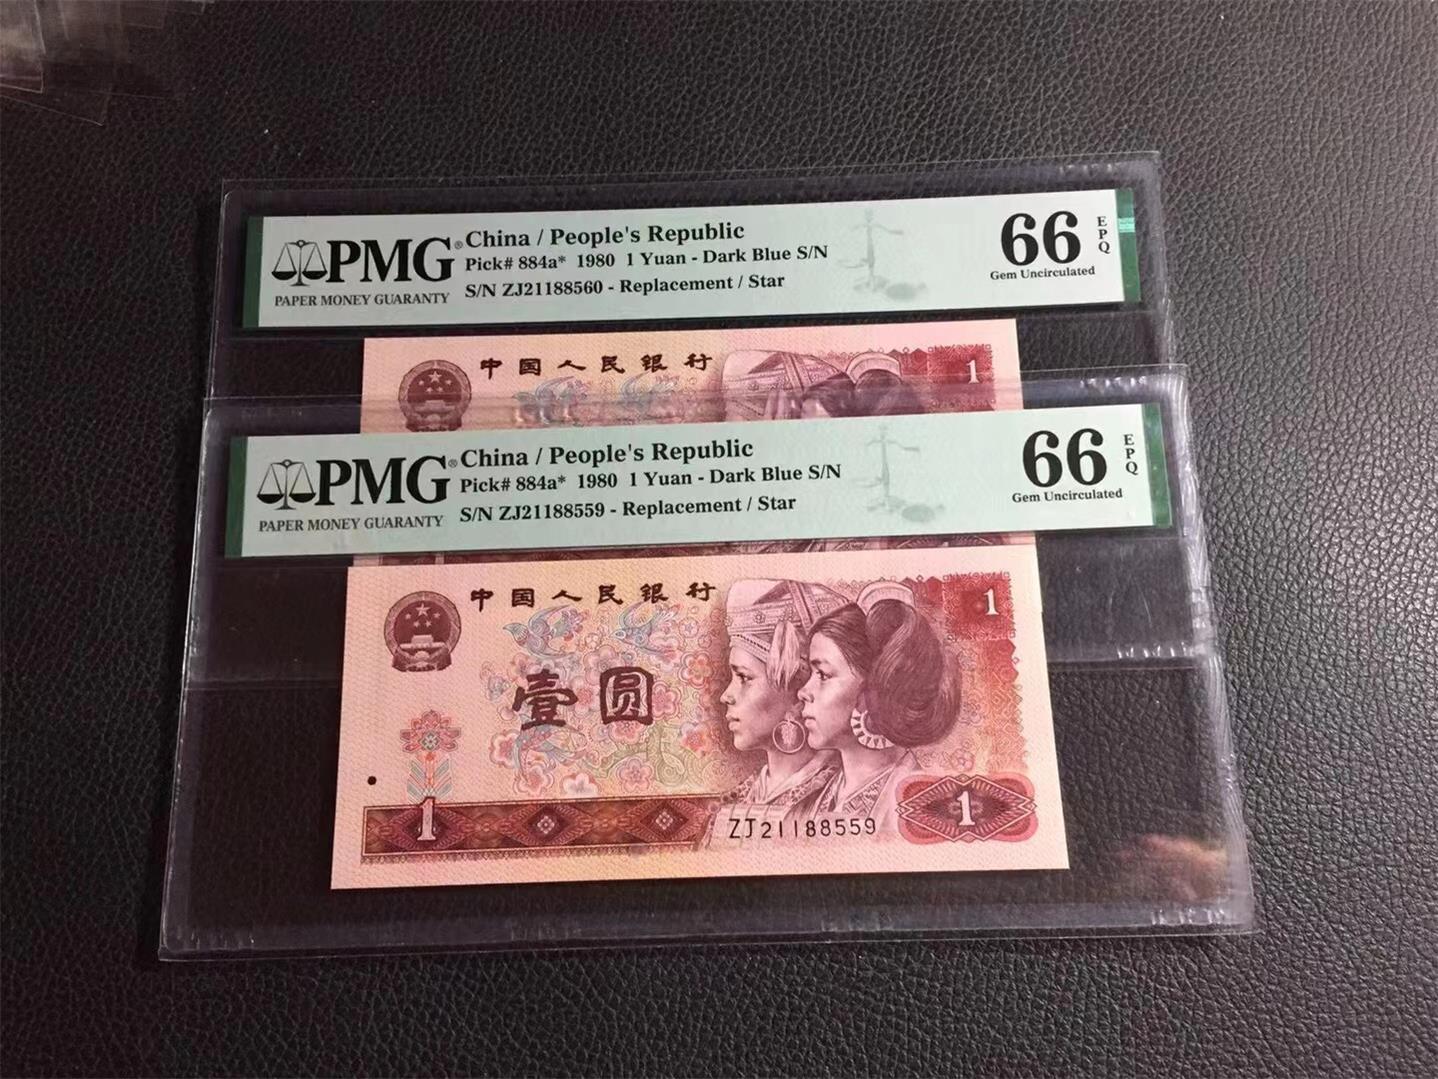 PMG®
PAPER MONEY GUARANTY
China / People's Republic
Pick# 884a* 1980 1 Yuan - Dark Blue S/N
S/N ZJ21188560 - Replacement / Star
66
EPQ
Gem Uncirculated
中国人民银行
1
PMG®
PAPER MONEY GUARANTY
China / People's Republic
Pick# 884a* 1980 1 Yuan - Dark Blue S/N
S/N ZJ21188559 - Replacement / Star
66
EPQ
Gem Uncirculated
中国人民银行
1
壹圆
1
ZJ21188559
1